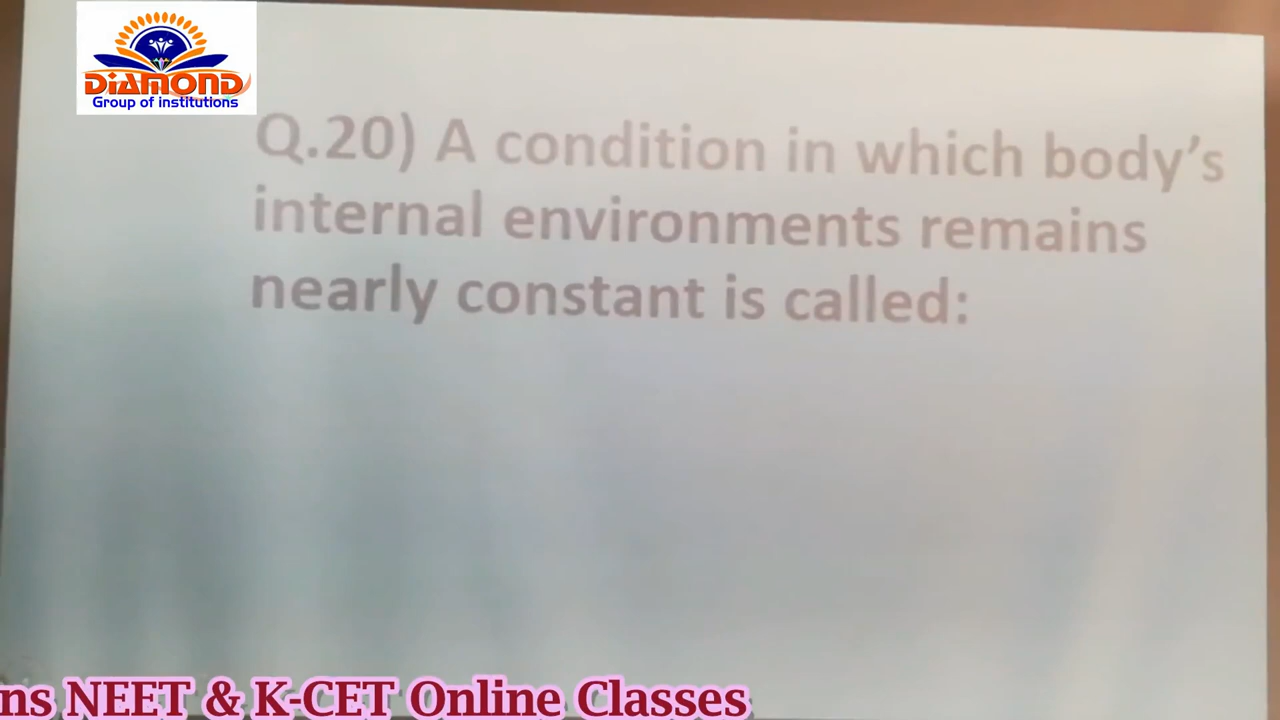 DIAMOND
Group of institutions
Q.20) A condition in which body's
internal environments remains
nearly constant is called:
ns NEET & K-CET Online Classes